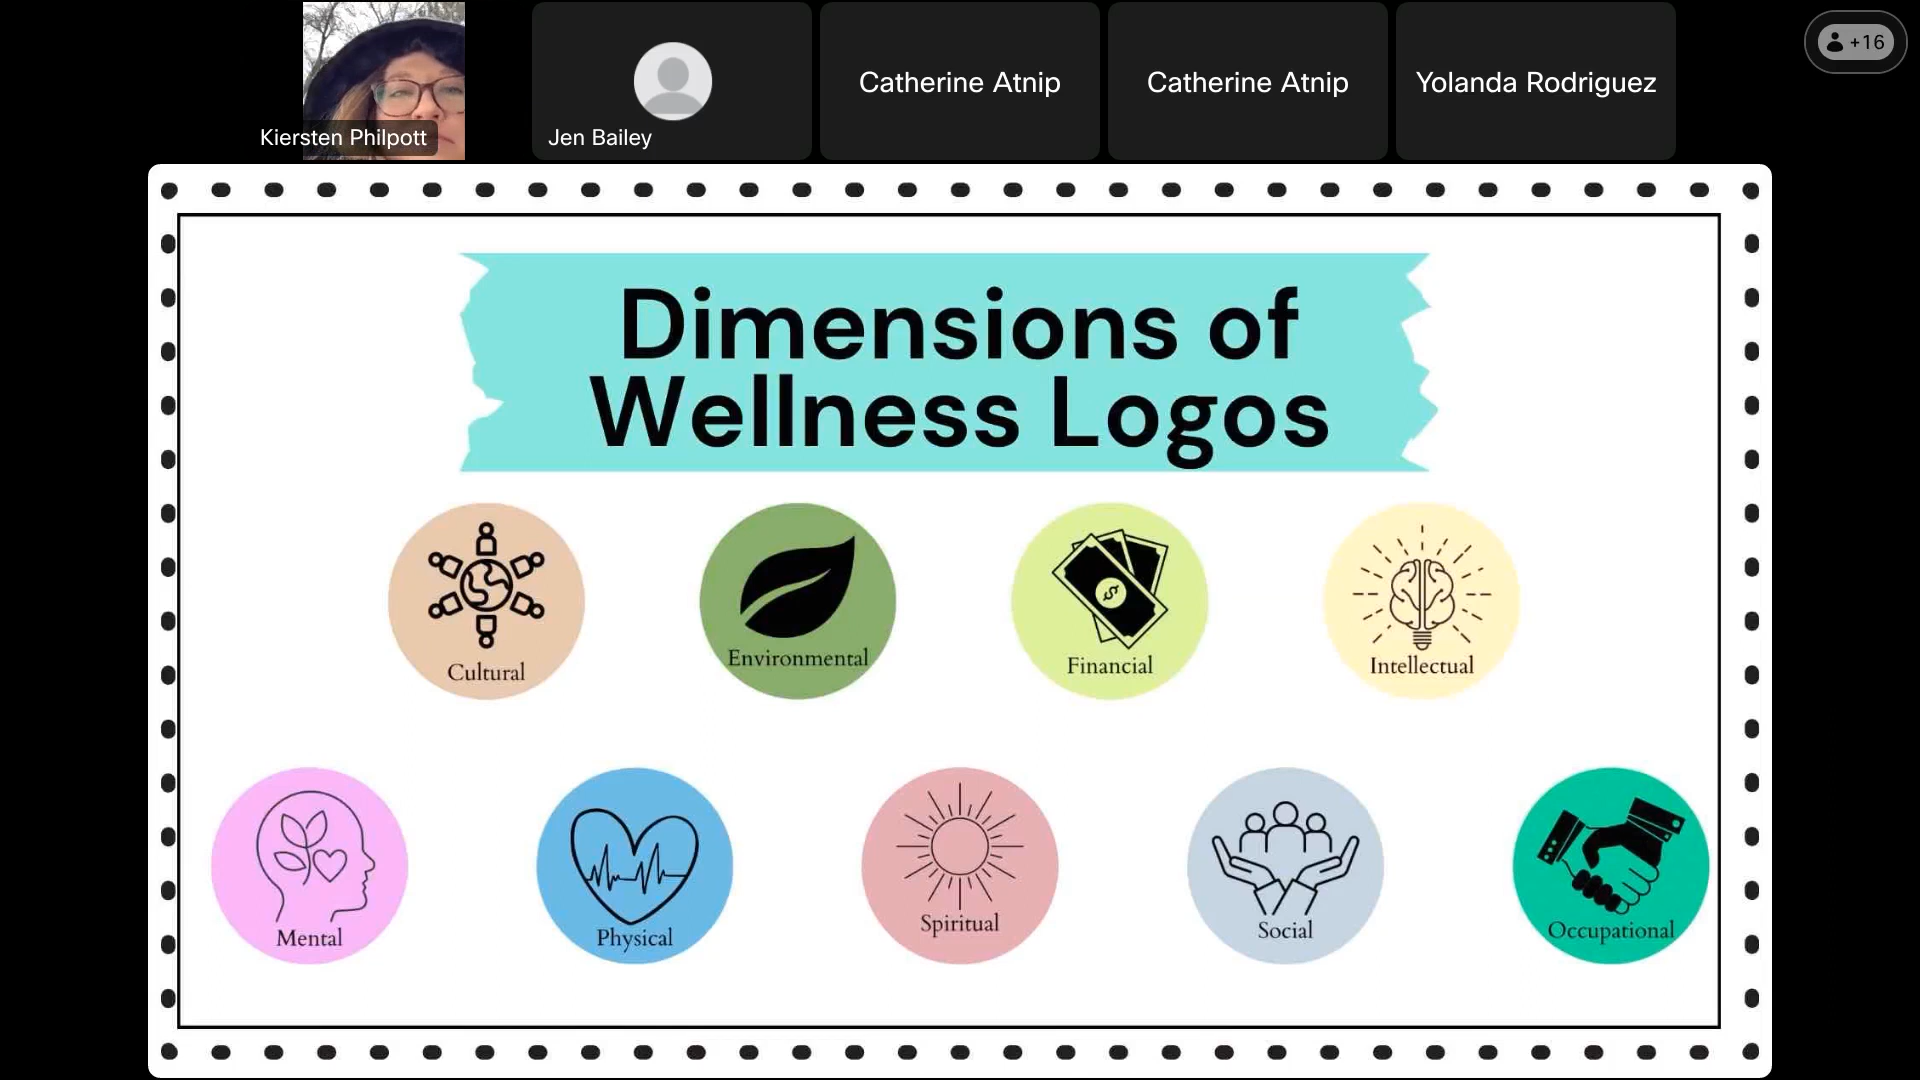 Kiersten Philpott
Jen Bailey
Catherine Atnip
Catherine Atnip
Yolanda Rodriguez
+16
Dimensions of
Wellness Logos
Cultural
Environmental
Financial
Intellectual
Mental
Physical
Spiritual
Social
Occupational